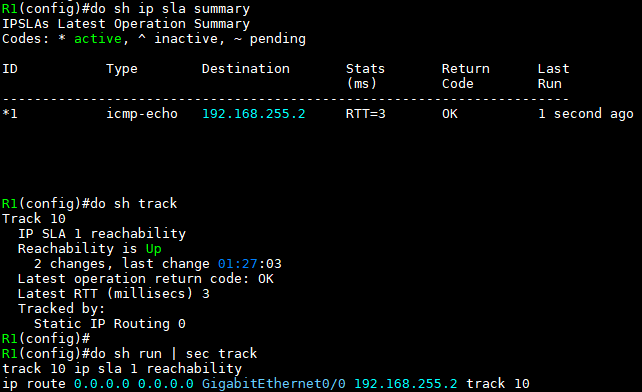 R1(config)#do sh ip sla summary
IPSLAs Latest Operation Summary
Codes: * active, ^ inactive, ~ pending
ID Type Destination Stats Return Last
(ms) Code Run
-----------------------------------------------------------------------
*1 icmp-echo 192.168.255.2 RTT=3 OK 1 second ago
R1(config)#do sh track
Track 10
IP SLA 1 reachability
Reachability is Up
2 changes, last change 01:27:03
Latest operation return code: OK
Latest RTT (millisecs) 3
Tracked by:
Static IP Routing 0
R1(config)#
R1(config)#do sh run | sec track
track 10 ip sla 1 reachability
ip route 0.0.0.0 0.0.0.0 GigabitEthernet0/0 192.168.255.2 track 10